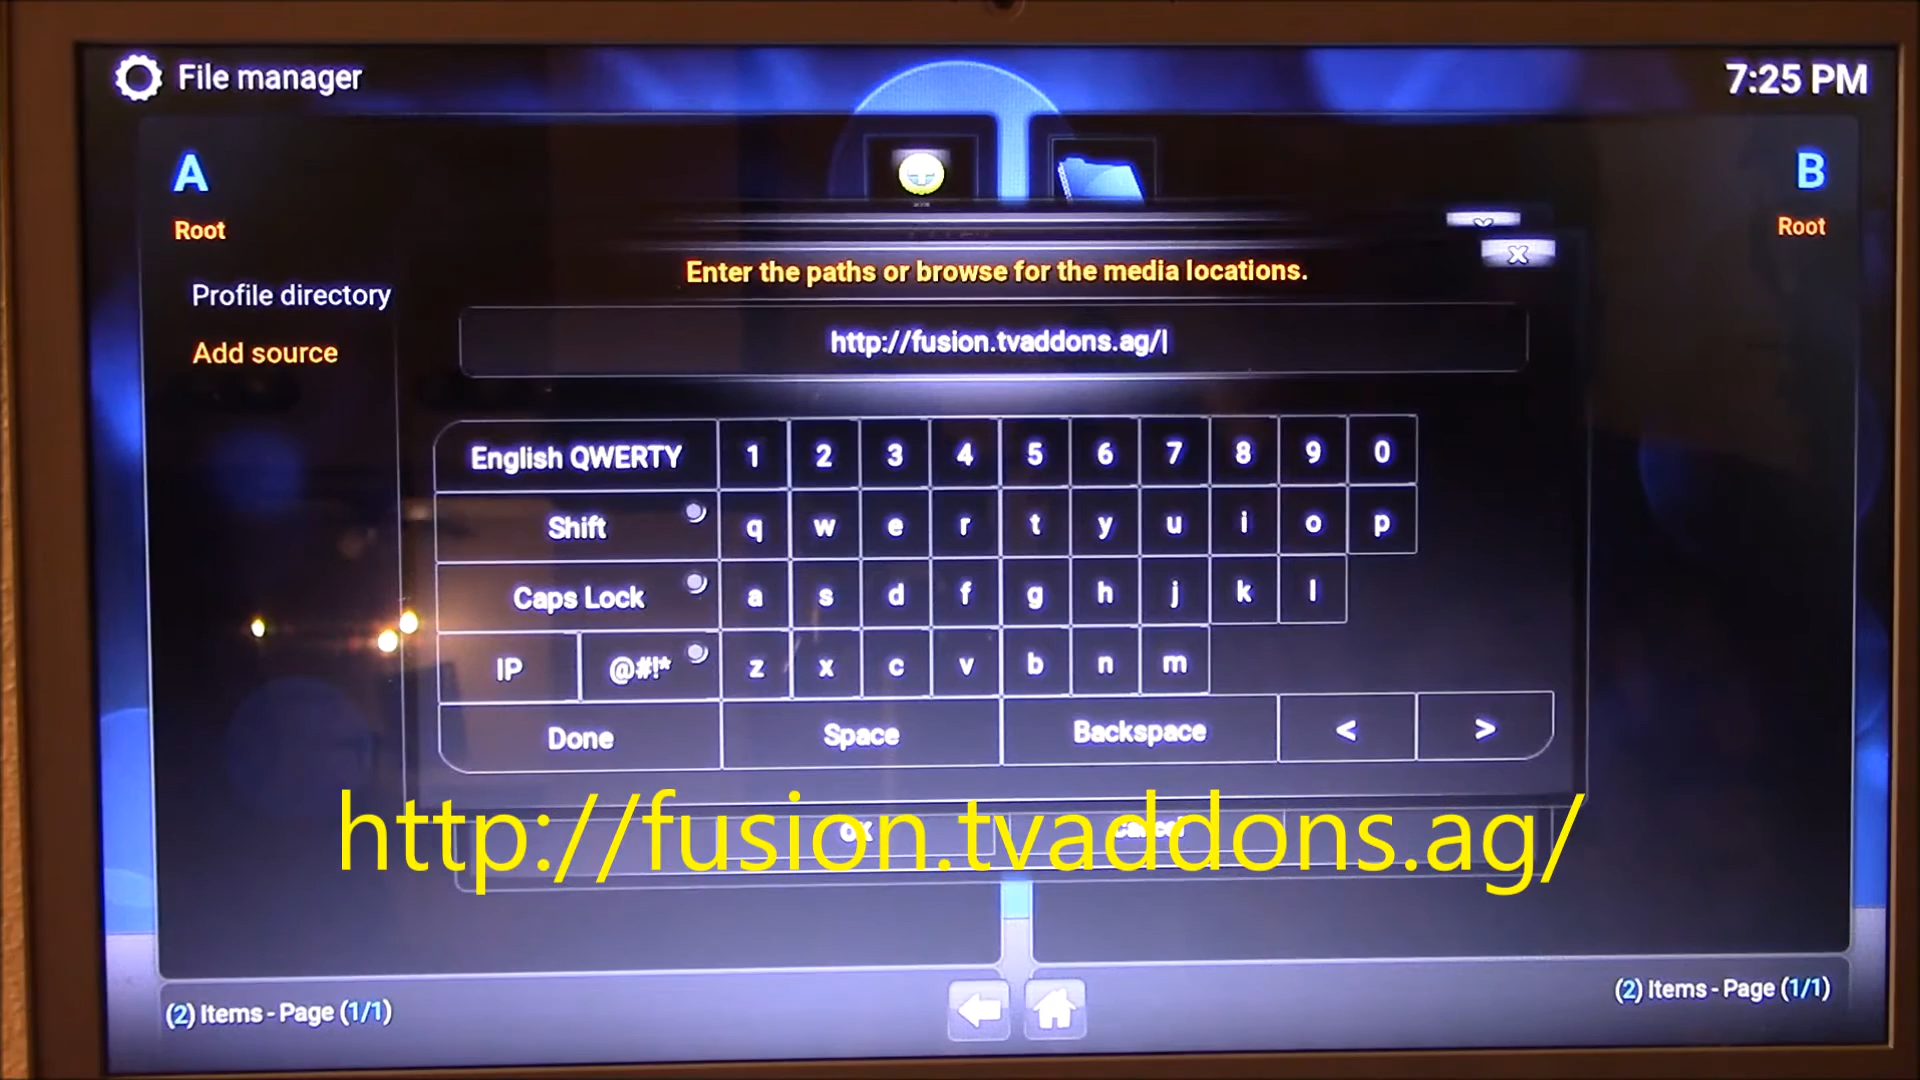 File manager
7:25 PM
A
B
Root
Root
Profile directory
Add source
Enter the paths or browse for the media locations.
http://fusion.tvaddons.ag/
English QWERTY 1 2 3 4 5 6 7 8 9 0
Shift q w e r t y u i o p
Caps Lock a s d f g h j k l
IP @#!* z x c v b n m
Done Space Backspace < >
OK Cancel
http://fusion.tvaddons.ag/
(2) Items - Page (1/1)
(2) Items - Page (1/1)